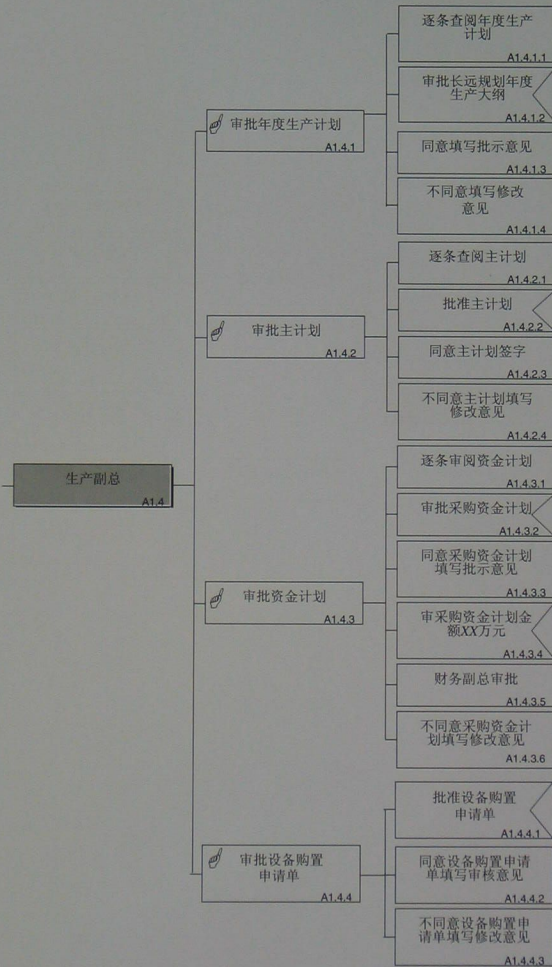 逐条查阅年度生产
计划
A1.4.1.1
审批长远规划年度
生产大纲
A1.4.1.2
审批年度生产计划
A1.4.1
同意填写批示意见
A1.4.1.3
不同意填写修改
意见
A1.4.1.4
逐条查阅主计划
A1.4.2.1
批准主计划
A1.4.2.2
审批主计划
A1.4.2
同意主计划签字
A1.4.2.3
不同意主计划填写
修改意见
A1.4.2.4
生产副总
A1.4
逐条审阅资金计划
A1.4.3.1
审批采购资金计划
A1.4.3.2
同意采购资金计划
填写批示意见
A1.4.3.3
审批资金计划
A1.4.3
审采购资金计划金
额XX万元
A1.4.3.4
财务副总审批
A1.4.3.5
不同意采购资金计
划填写修改意见
A1.4.3.6
批准设备购置
申请单
A1.4.4.1
审批设备购置
申请单
A1.4.4
同意设备购置申请
单填写审核意见
A1.4.4.2
不同意设备购置申
请单填写修改意见
A1.4.4.3